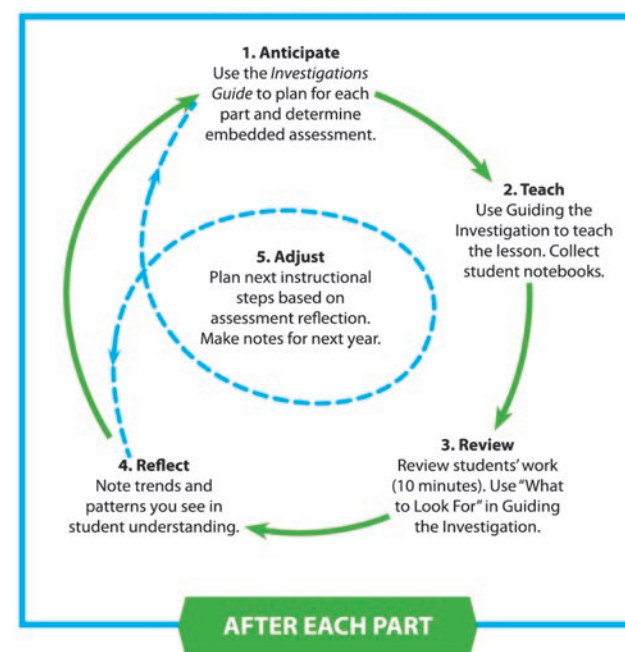 1. Anticipate
Use the Investigations
Guide to plan for each
part and determine
embedded assessment.
2. Teach
Use Guiding the
Investigation to teach
the lesson. Collect
student notebooks.
5. Adjust
Plan next instructional
steps based on
assessment reflection.
Make notes for next year.
3. Review
Review students’ work
(10 minutes). Use “What
to Look For” in Guiding
the Investigation.
4. Reflect
Note trends and
patterns you see in
student understanding.
AFTER EACH PART